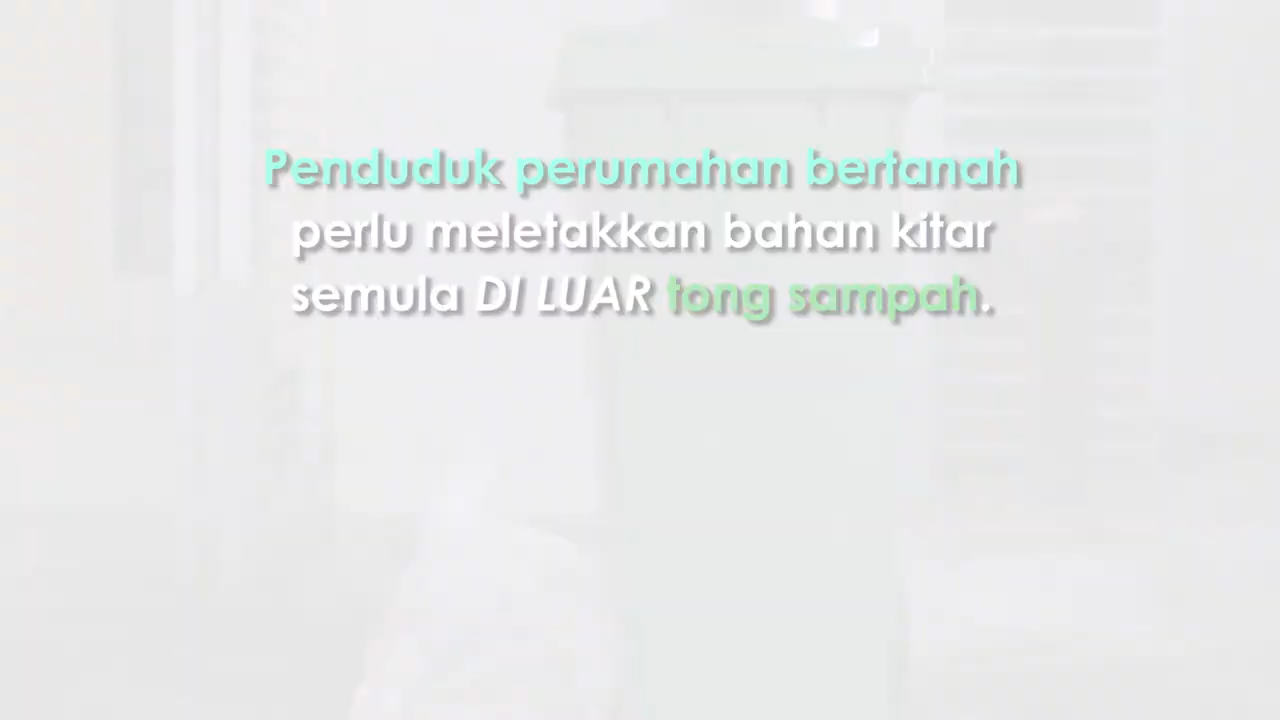 Penduduk perumahan bertanah
perlu meletakkan bahan kitar
semula DI LUAR tong sampah.